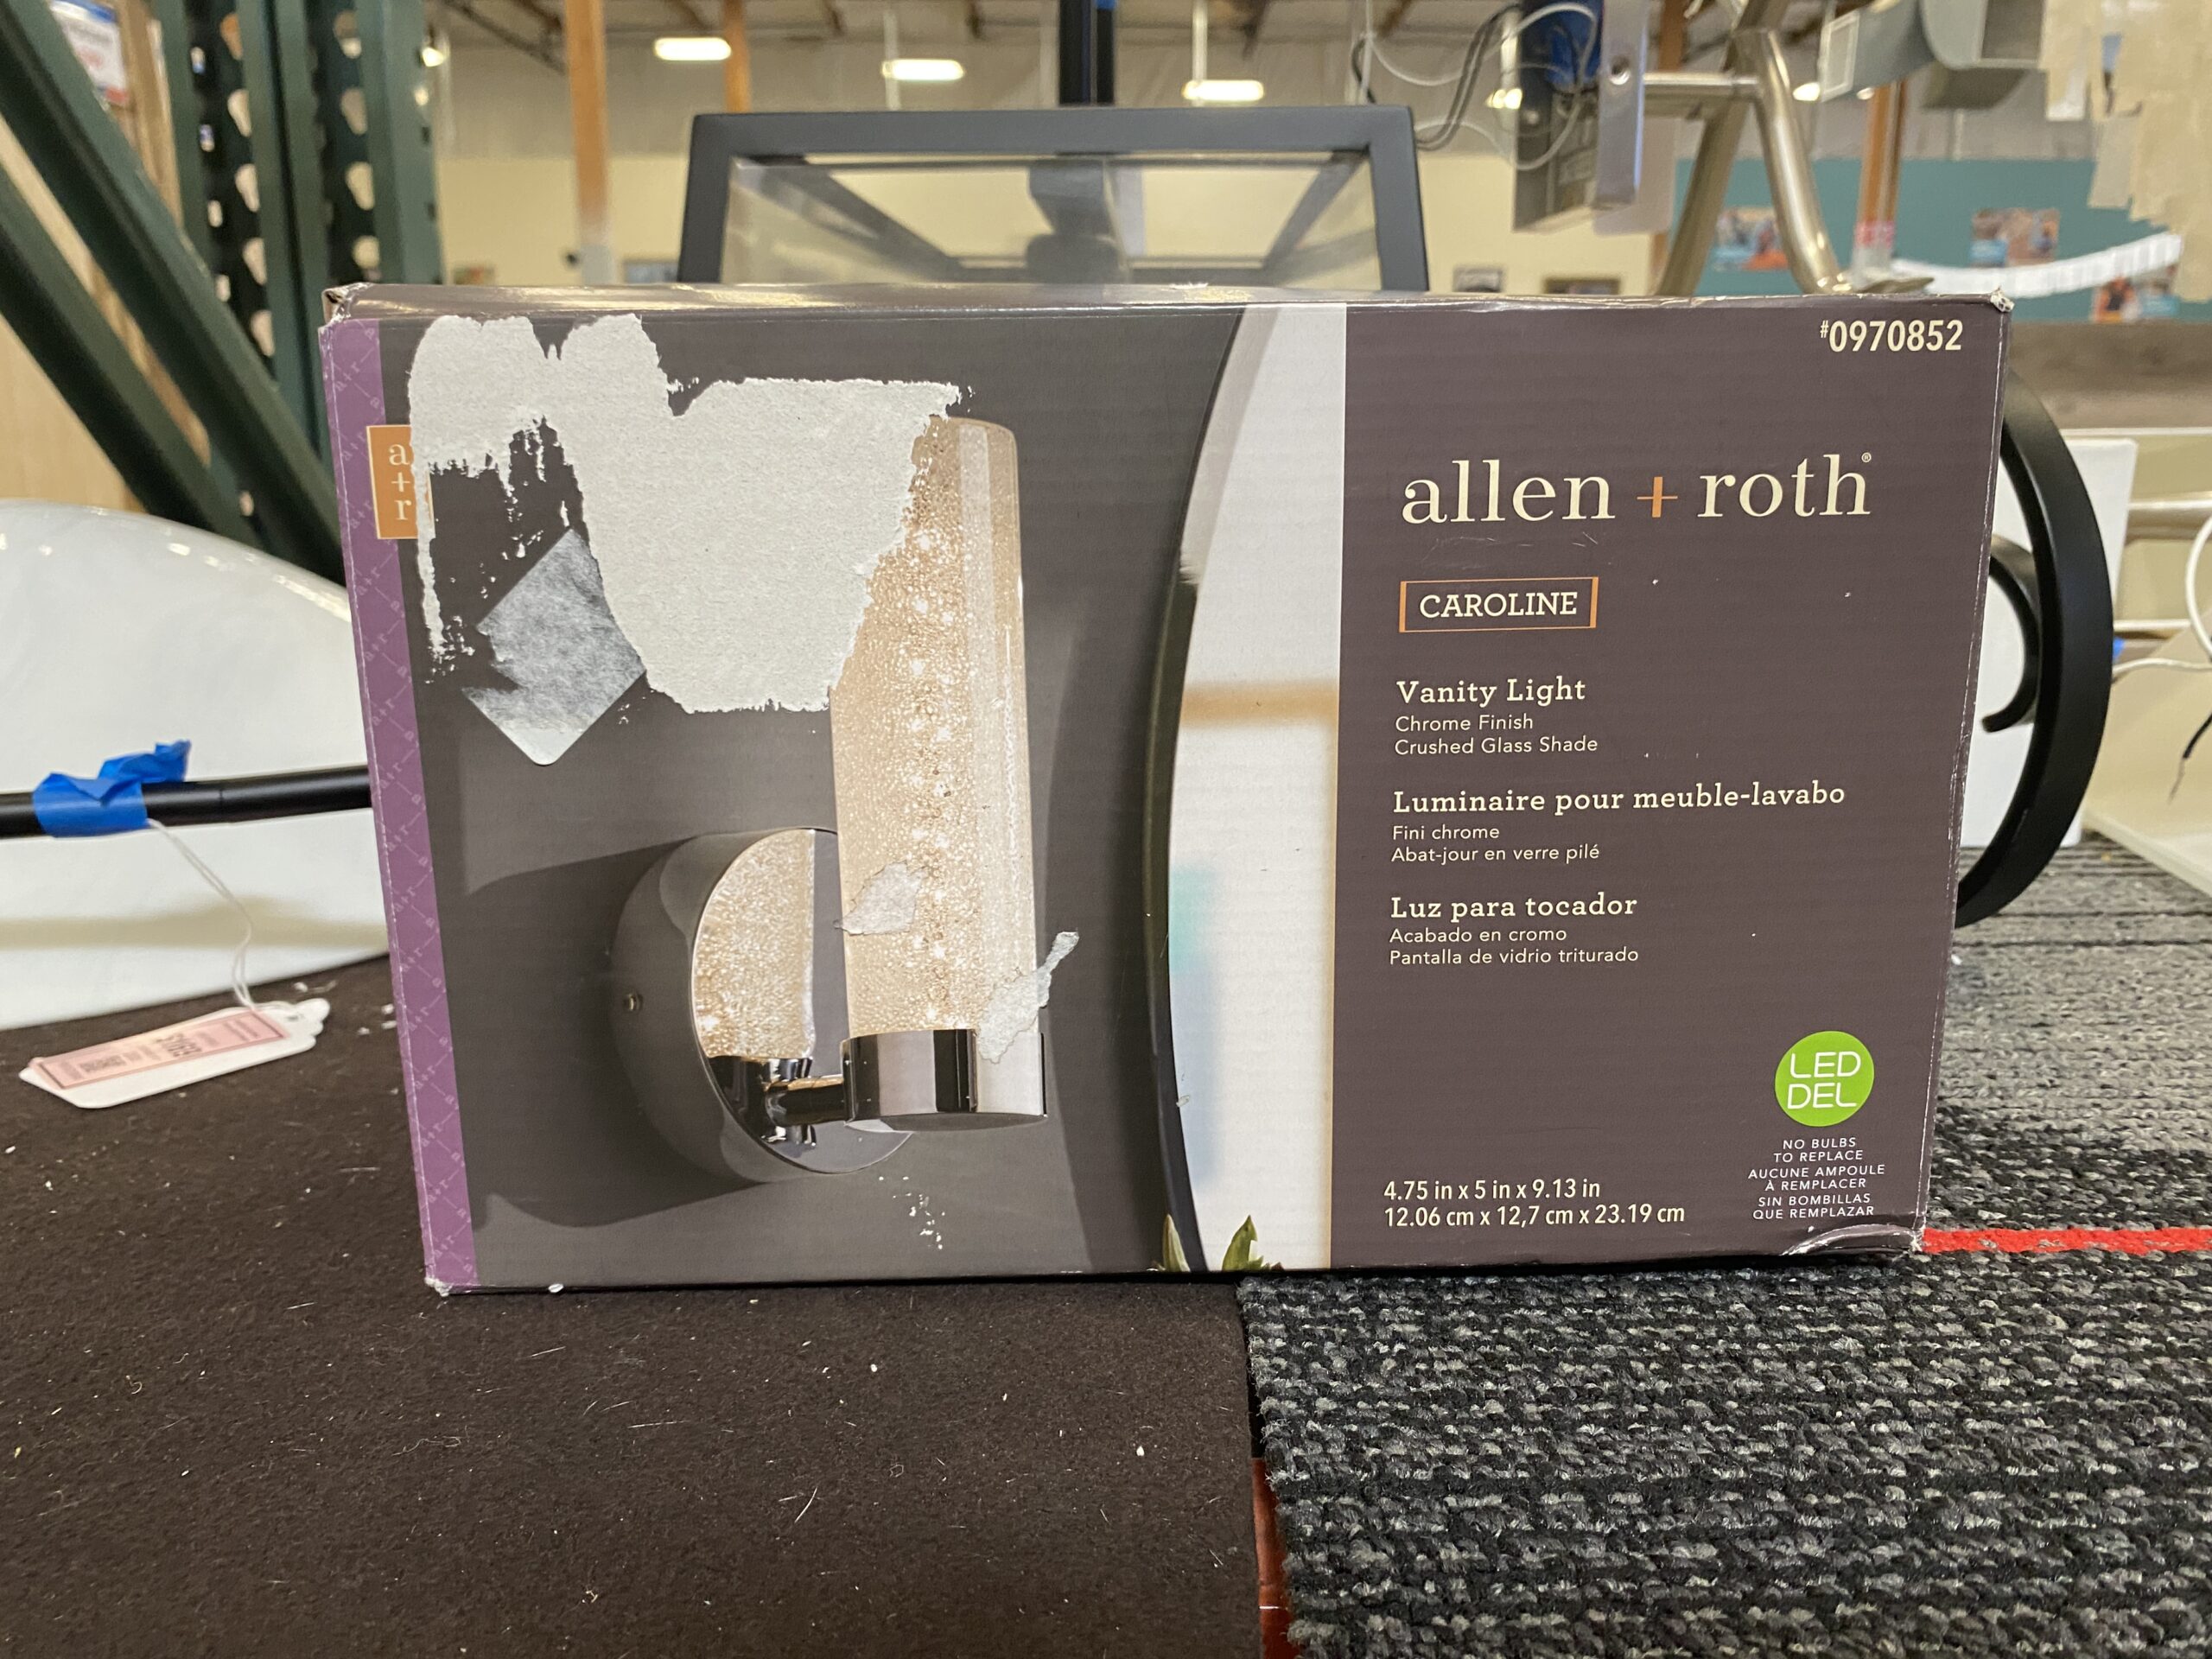 #0970852
a
+
r
allen + roth®
CAROLINE
Vanity Light
Chrome Finish
Crushed Glass Shade
Luminaire pour meuble-lavabo
Fini chrome
Abat-jour en verre pilé
Luz para tocador
Acabado en cromo
Pantalla de vidrio triturado
LED
DEL
NO BULBS
TO REPLACE
AUCUNE AMPOULE
À REMPLACER
SIN BOMBILLAS
QUE REMPLAZAR
4.75 in x 5 in x 9.13 in
12.06 cm x 12,7 cm x 23.19 cm